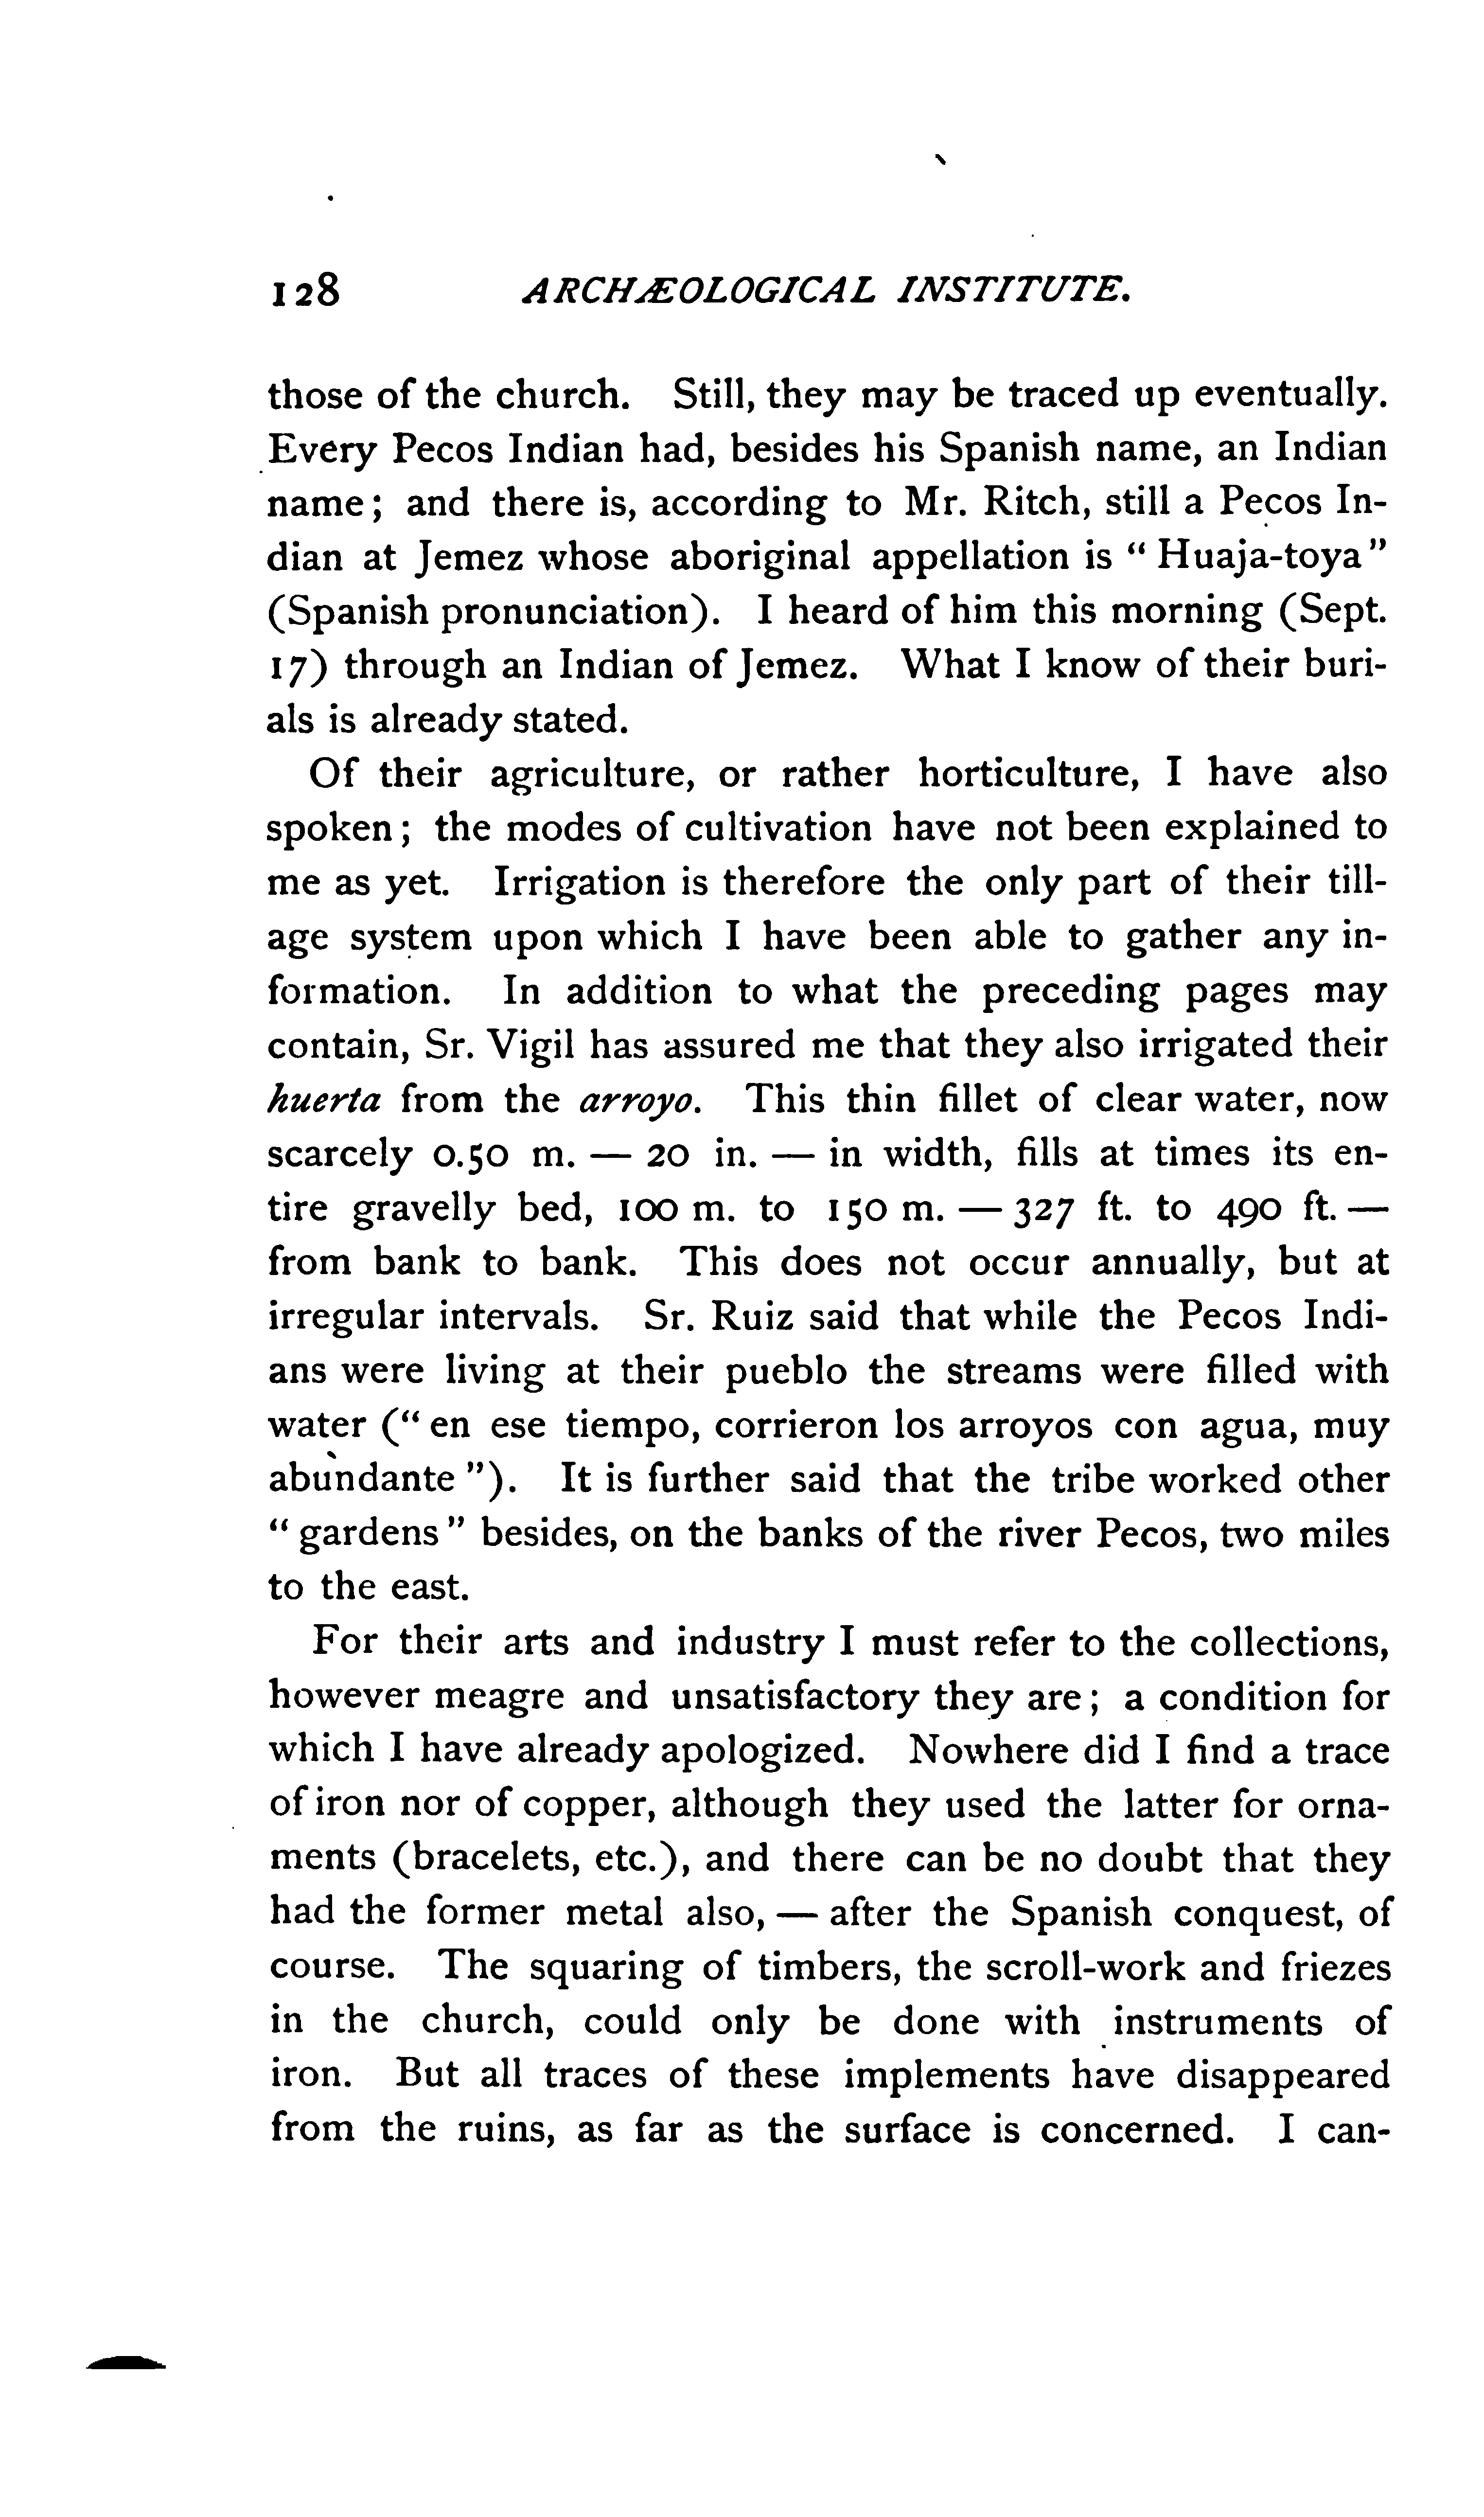 128 ARCHÆOLOGICAL INSTITUTE.
those of the church. Still, they may be traced up eventually.
Every Pecos Indian had, besides his Spanish name, an Indian
name; and there is, according to Mr. Ritch, still a Pecos In-
dian at Jemez whose aboriginal appellation is "Huaja-toya"
(Spanish pronunciation). I heard of him this morning (Sept.
17) through an Indian of Jemez. What I know of their buri-
als is already stated.
Of their agriculture, or rather horticulture, I have also
spoken; the modes of cultivation have not been explained to
me as yet. Irrigation is therefore the only part of their till-
age system upon which I have been able to gather any in-
formation. In addition to what the preceding pages may
contain, Sr. Vigil has assured me that they also irrigated their
huerta from the arroyo. This thin fillet of clear water, now
scarcely 0.50 m. — 20 in. — in width, fills at times its en-
tire gravelly bed, 100 m. to 150 m. — 327 ft. to 490 ft. —
from bank to bank. This does not occur annually, but at
irregular intervals. Sr. Ruiz said that while the Pecos Indi-
ans were living at their pueblo the streams were filled with
water ("en ese tiempo, corrieron los arroyos con agua, muy
abundante"). It is further said that the tribe worked other
"gardens" besides, on the banks of the river Pecos, two miles
to the east.
For their arts and industry I must refer to the collections,
however meagre and unsatisfactory they are; a condition for
which I have already apologized. Nowhere did I find a trace
of iron nor of copper, although they used the latter for orna-
ments (bracelets, etc.), and there can be no doubt that they
had the former metal also, — after the Spanish conquest, of
course. The squaring of timbers, the scroll-work and friezes
in the church, could only be done with instruments of
iron. But all traces of these implements have disappeared
from the ruins, as far as the surface is concerned. I can-